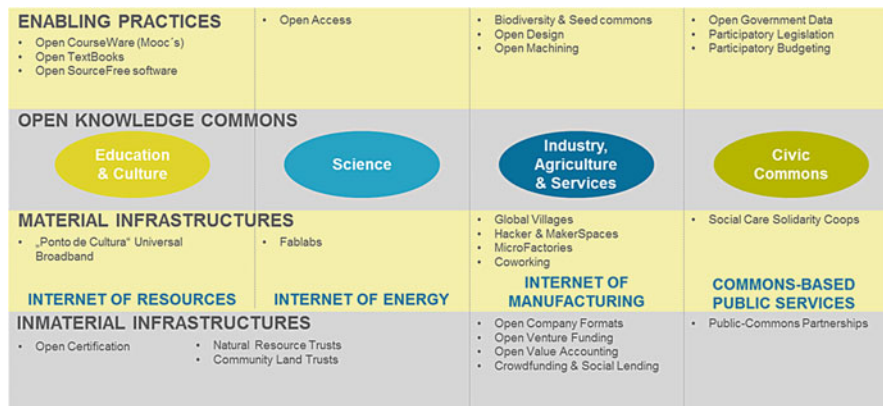 ENABLING PRACTICES
• Open CourseWare (Mooc´s)
• Open TextBooks
• Open SourceFree software
• Open Access
• Biodiversity & Seed commons
• Open Design
• Open Machining
• Open Government Data
• Participatory Legislation
• Participatory Budgeting
OPEN KNOWLEDGE COMMONS
Education
& Culture
Science
Industry,
Agriculture
& Services
Civic
Commons
MATERIAL INFRASTRUCTURES
• „Ponto de Cultura“ Universal
Broadband
• Fablabs
• Global Villages
• Hacker & MakerSpaces
• MicroFactories
• Coworking
• Social Care Solidarity Coops
INTERNET OF RESOURCES
INTERNET OF ENERGY
INTERNET OF
MANUFACTURING
COMMONS-BASED
PUBLIC SERVICES
INMATERIAL INFRASTRUCTURES
• Open Certification
• Natural Resource Trusts
• Community Land Trusts
• Open Company Formats
• Open Venture Funding
• Open Value Accounting
• Crowdfunding & Social Lending
• Public-Commons Partnerships